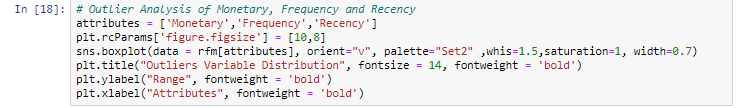 In [18]: # Outlier Analysis of Monetary, Frequency and Recency
attributes = ['Monetary','Frequency','Recency']
plt.rcParams['figure.figsize'] = [10,8]
sns.boxplot(data = rfm[attributes], orient="v", palette="Set2" ,whis=1.5,saturation=1, width=0.7)
plt.title("Outliers Variable Distribution", fontsize = 14, fontweight = 'bold')
plt.ylabel("Range", fontweight = 'bold')
plt.xlabel("Attributes", fontweight = 'bold')